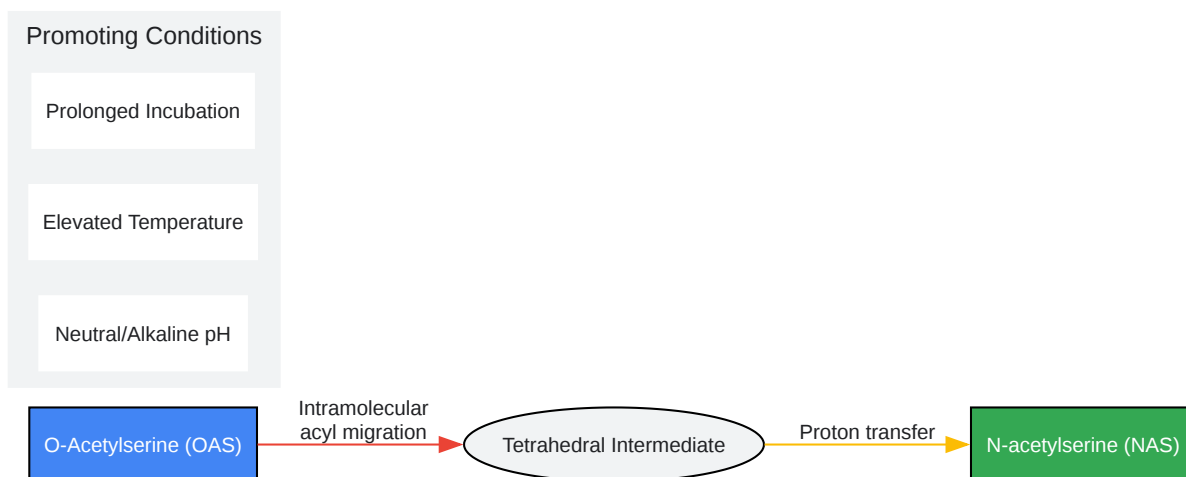 Promoting Conditions
Prolonged Incubation
Elevated Temperature
Neutral/Alkaline pH
O-Acetylserine (OAS)
Intramolecular
acyl migration
Tetrahedral Intermediate
Proton transfer
N-acetylserine (NAS)